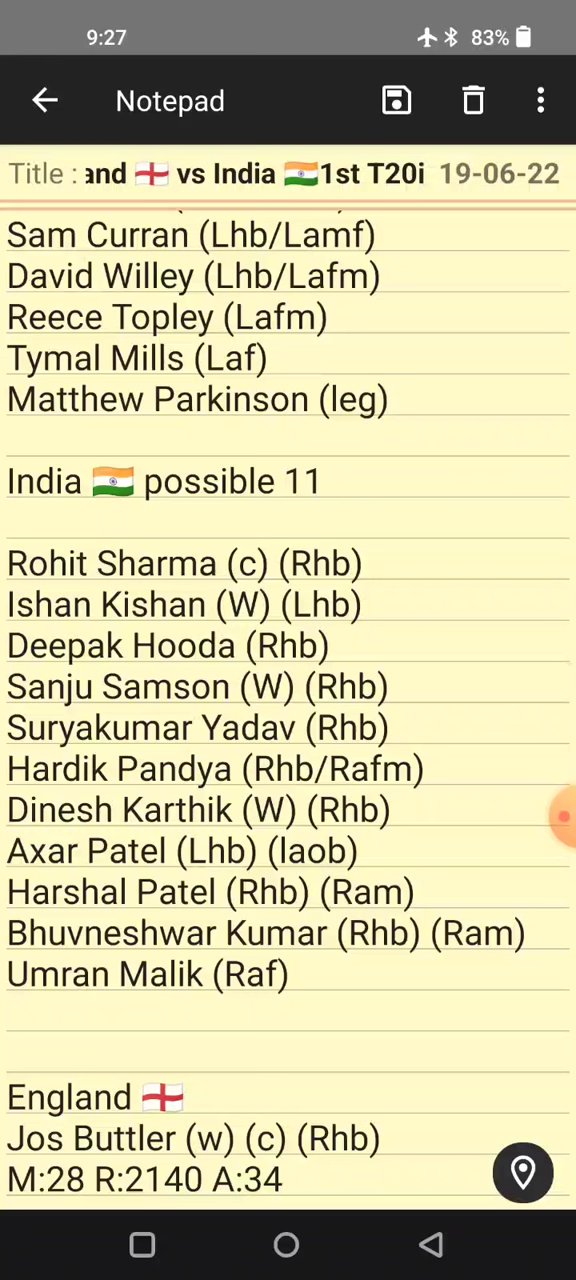 9:27 83%
Notepad
Title : and 🏴󠁧󠁢󠁥󠁮󠁧󠁿 vs India 🇮🇳1st T20i 19-06-22
Sam Curran (Lhb/Lamf)
David Willey (Lhb/Lafm)
Reece Topley (Lafm)
Tymal Mills (Laf)
Matthew Parkinson (leg)
India 🇮🇳 possible 11
Rohit Sharma (c) (Rhb)
Ishan Kishan (W) (Lhb)
Deepak Hooda (Rhb)
Sanju Samson (W) (Rhb)
Suryakumar Yadav (Rhb)
Hardik Pandya (Rhb/Rafm)
Dinesh Karthik (W) (Rhb)
Axar Patel (Lhb) (laob)
Harshal Patel (Rhb) (Ram)
Bhuvneshwar Kumar (Rhb) (Ram)
Umran Malik (Raf)
England 🏴󠁧󠁢󠁥󠁮󠁧󠁿
Jos Buttler (w) (c) (Rhb)
M:28 R:2140 A:34